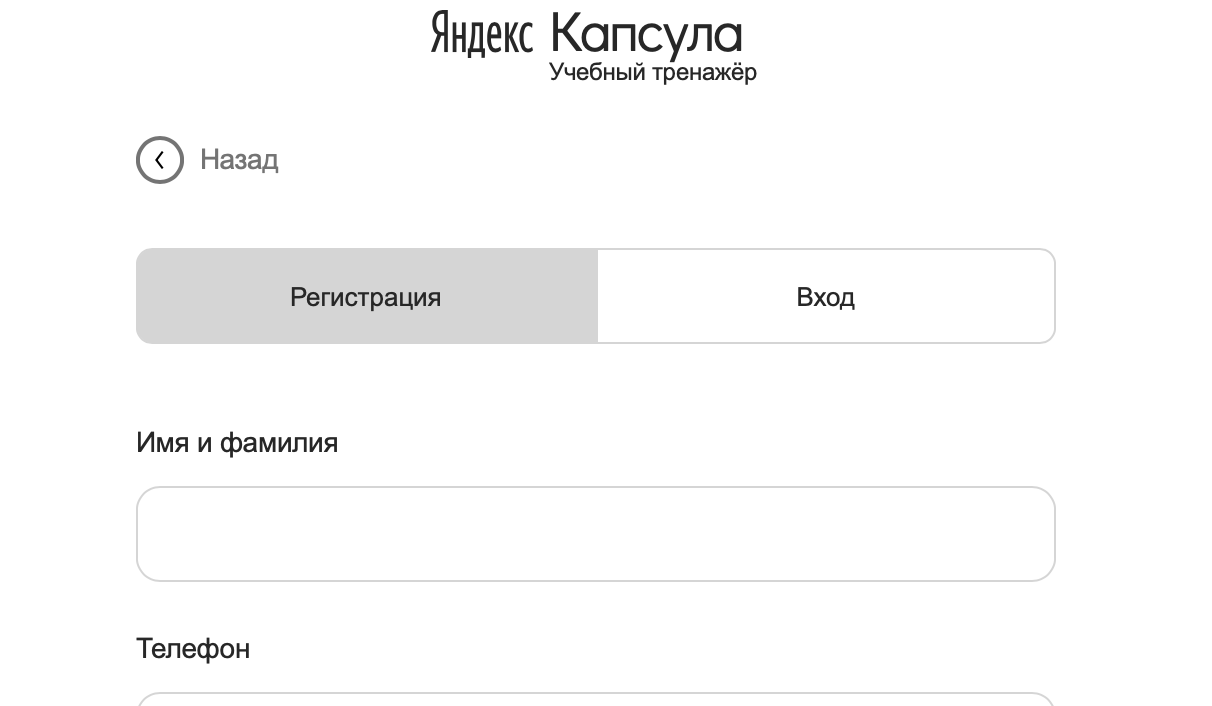 Яндекс Капсула
Учебный тренажёр
Назад
Регистрация Вход
Имя и фамилия
Телефон